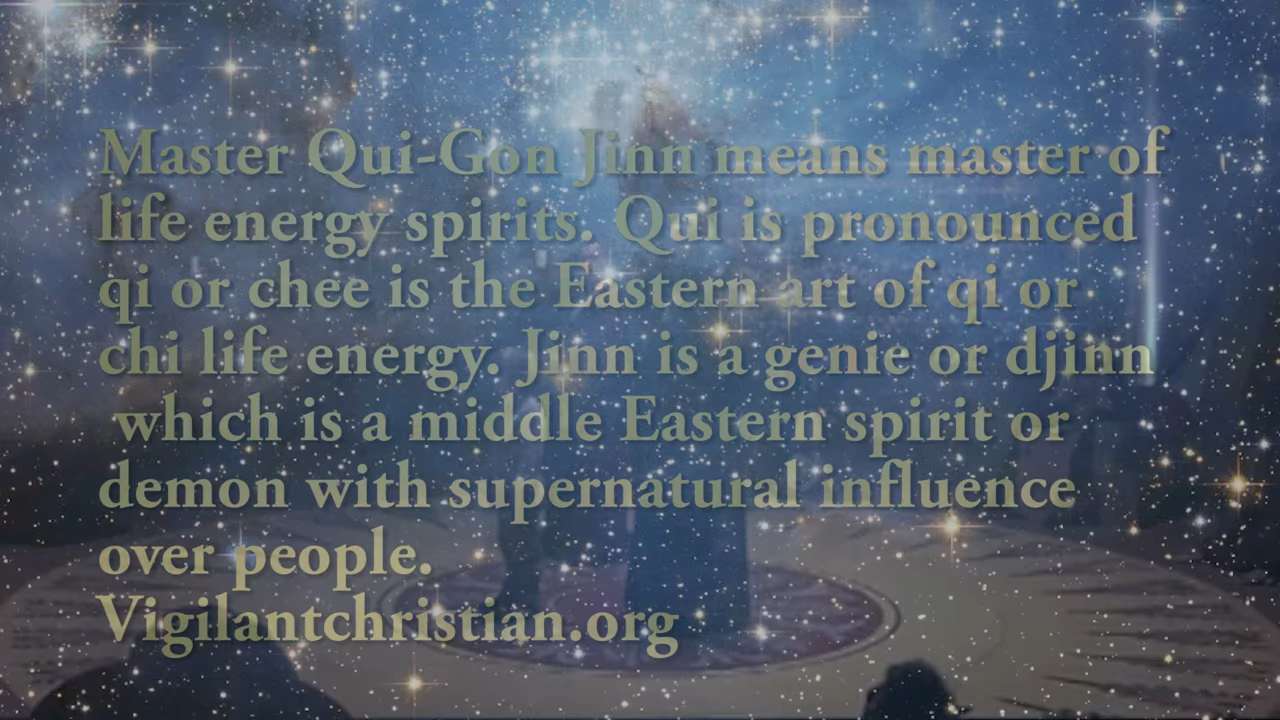 Master Qui-Gon Jinn means master of
life energy spirits. Qui is pronounced
qi or chee is the Eastern art of qi or
chi life energy. Jinn is a genie or djinn
which is a middle Eastern spirit or
demon with supernatural influence
over people.
Vigilantchristian.org